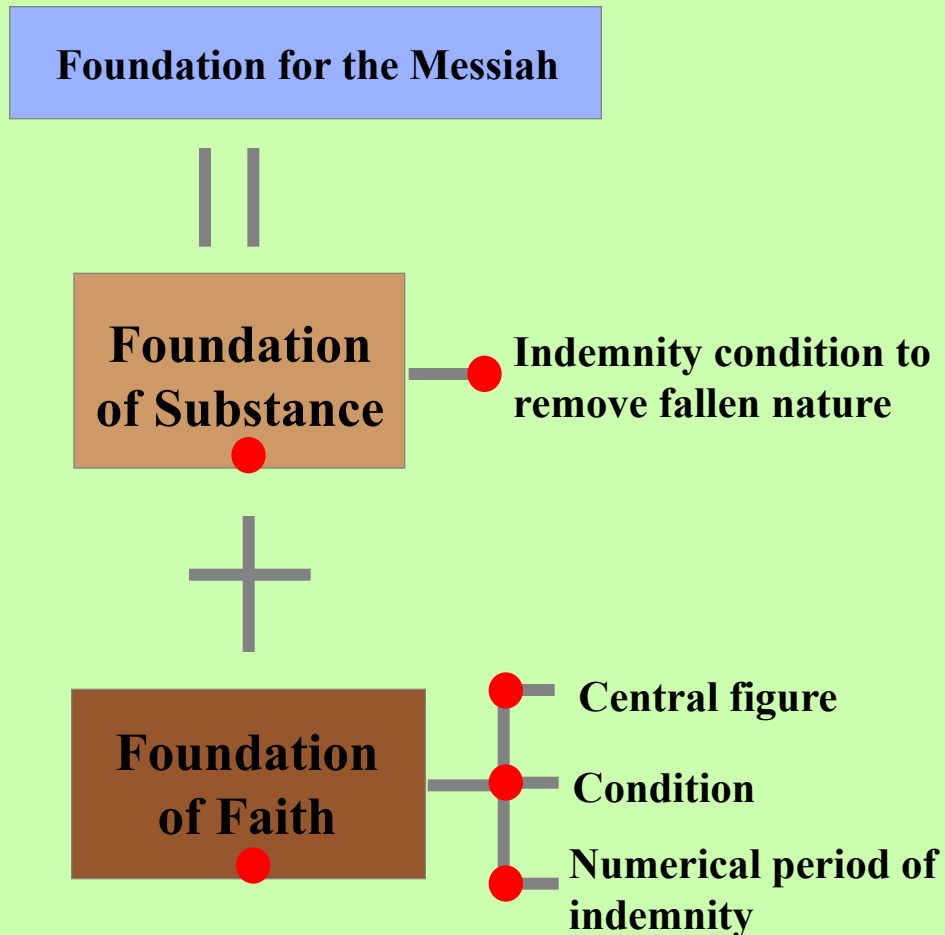 Foundation for the Messiah
Foundation
of Substance
Indemnity condition to
remove fallen nature
Foundation
of Faith
Central figure
Condition
Numerical period of
indemnity